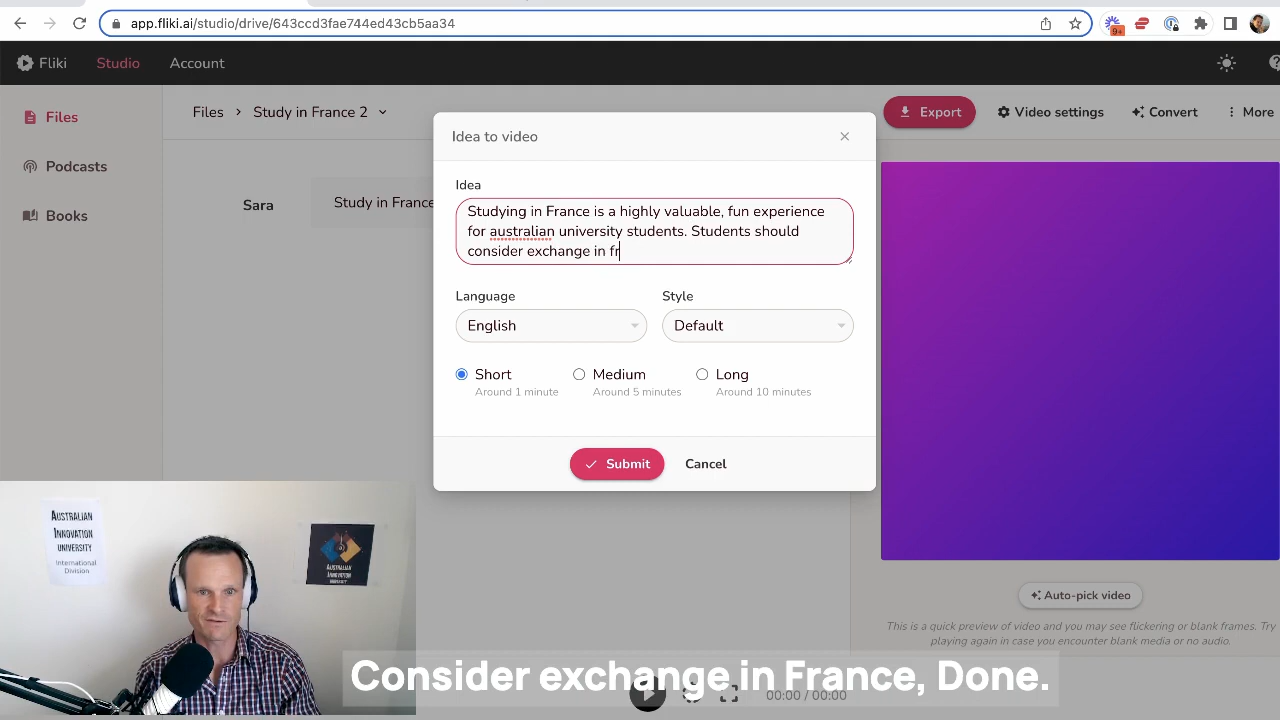 app.fliki.ai/studio/drive/643ccd3fae744ed43cb5aa34
9+
Fliki
Studio
Account
Files
Podcasts
Books
Files > Study in France 2
Export
Video settings
Convert
More
Sara
Study in France
Idea to video
Idea
Studying in France is a highly valuable, fun experience
for australian university students. Students should
consider exchange in fr
Language
Style
English
Default
Short
Medium
Long
Around 1 minute
Around 5 minutes
Around 10 minutes
Submit
Cancel
Auto-pick video
This is a quick preview of video and you may see flickering or blank frames. Try
playing again in case you encounter blank media or no audio.
00:00 / 00:00
AUSTRALIAN
INNOVATION
UNIVERSITY
International
Division
AUSTRALIAN
INNOVATION
UNIVERSITY
Consider exchange in France, Done.